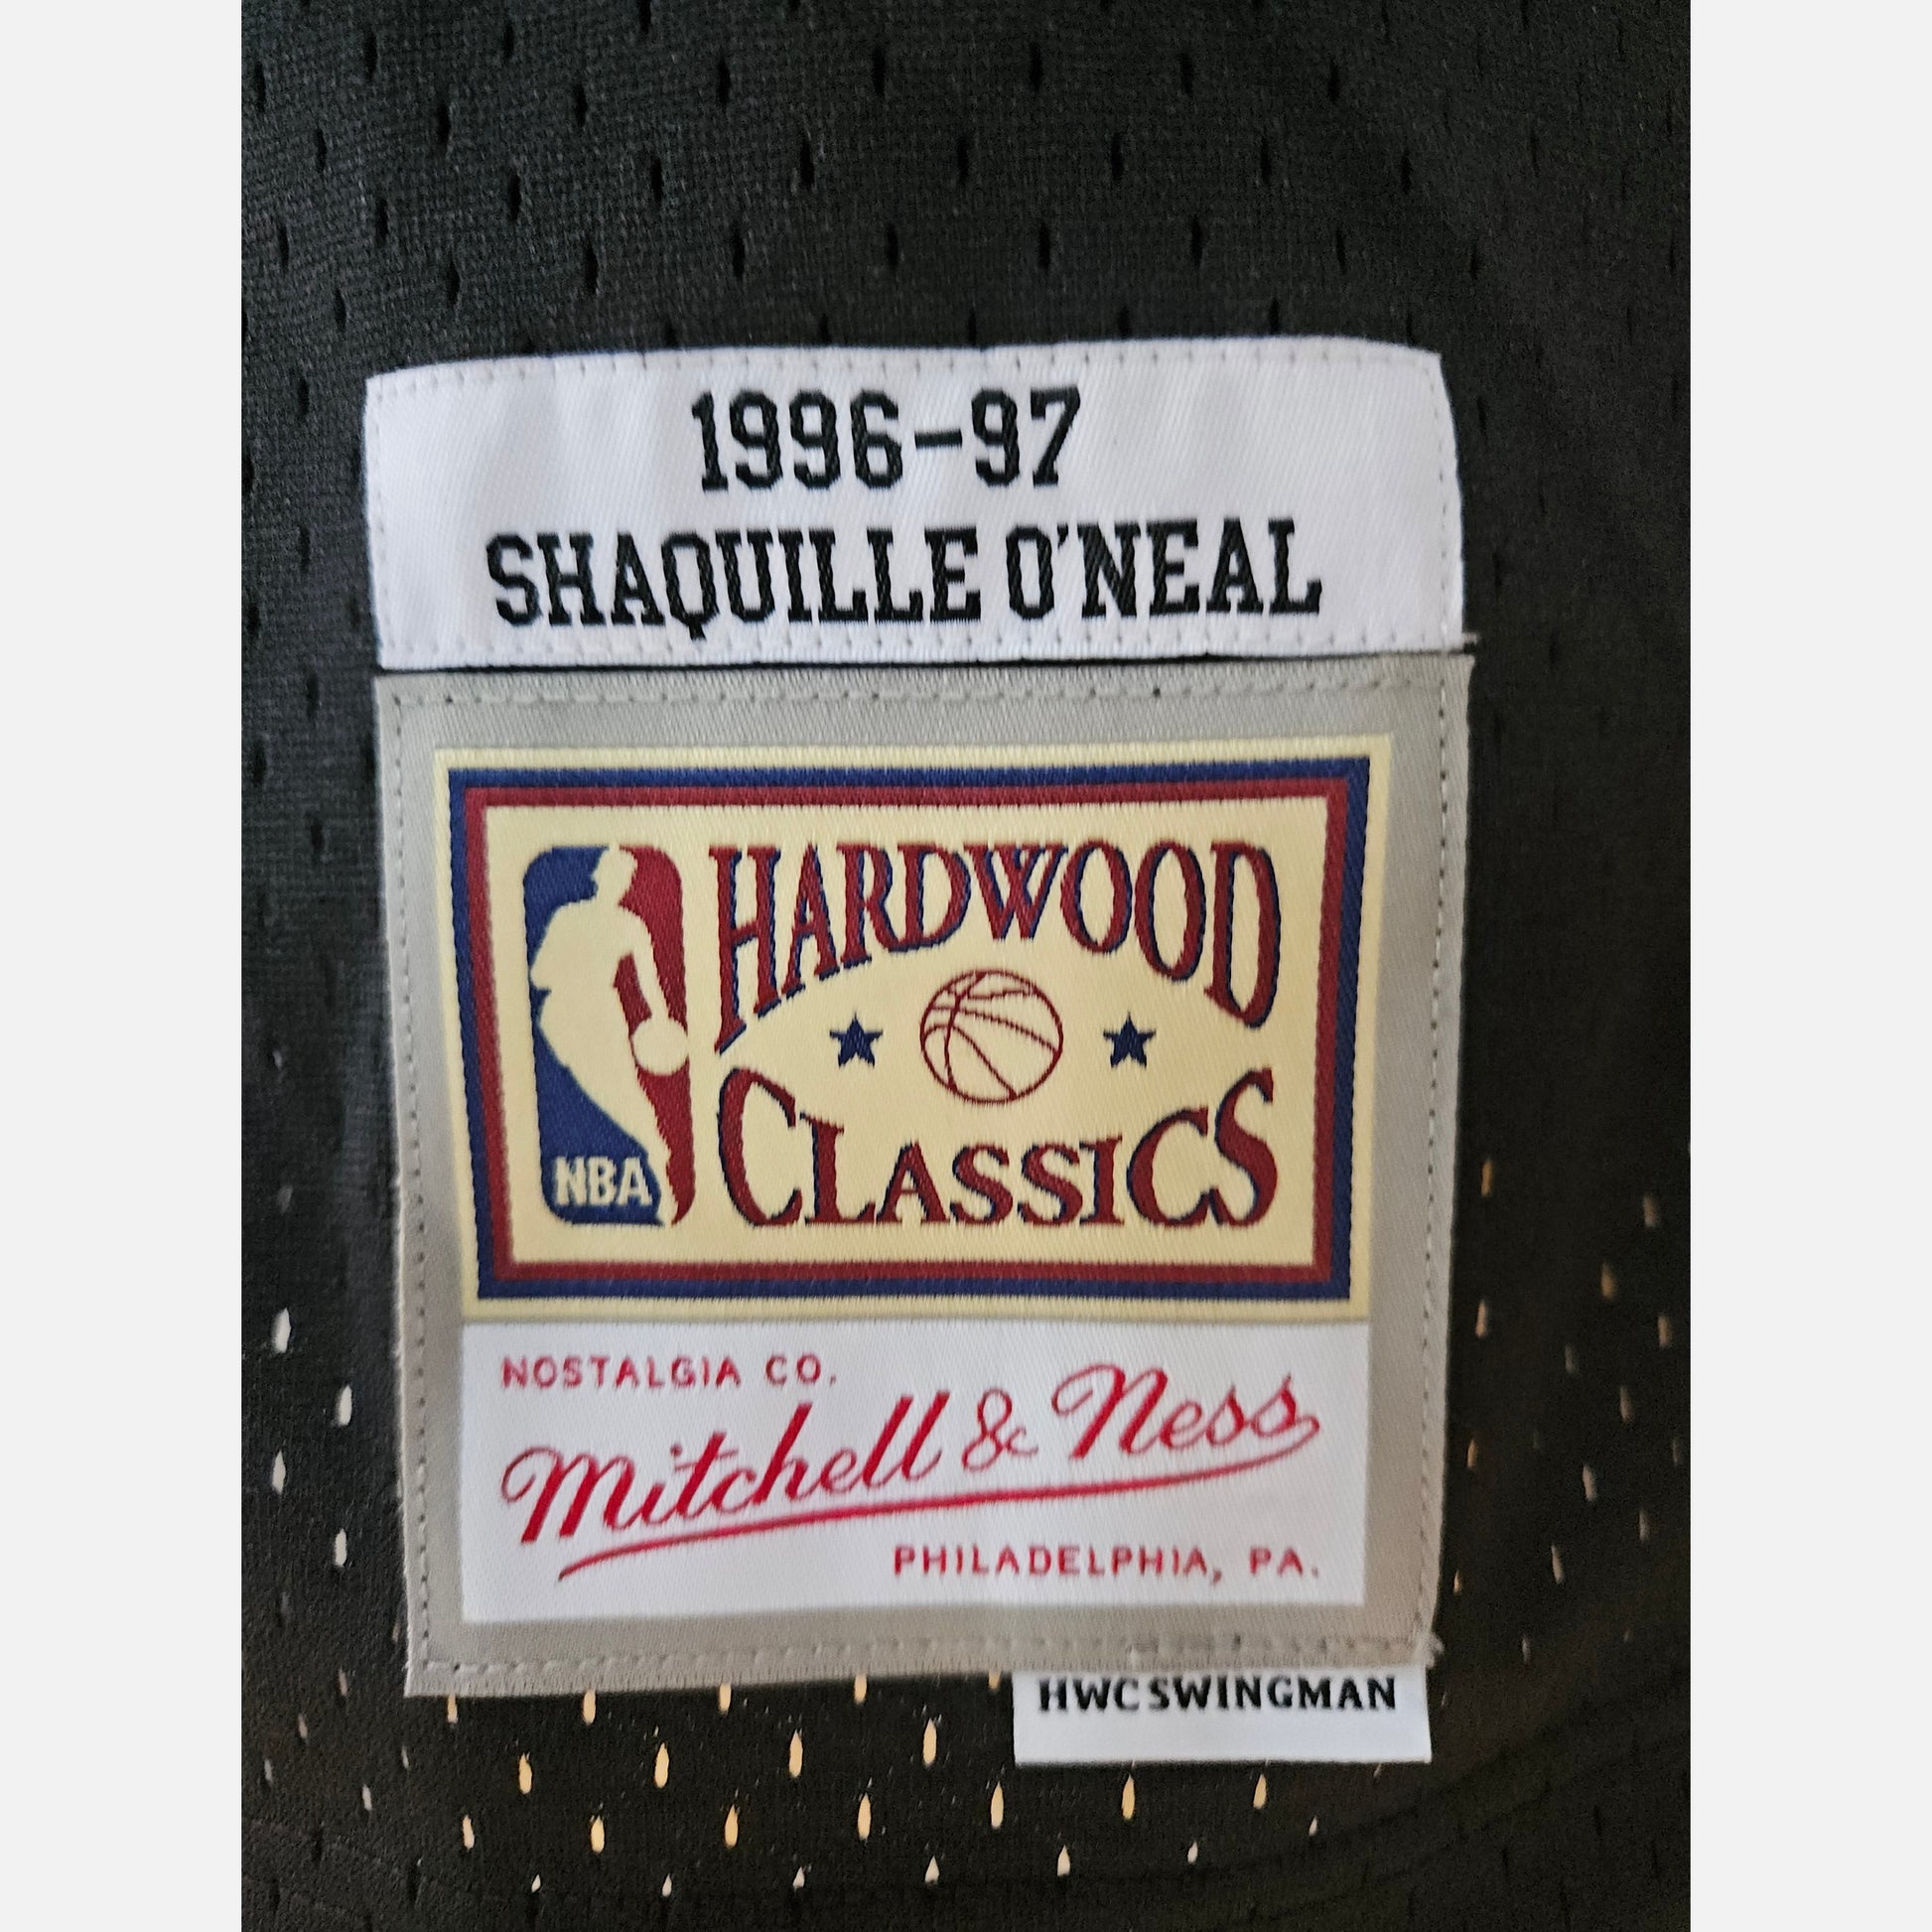 1996-97
SHAQUILLE O'NEAL
HARDWOOD
CLASSICS
NBA
NOSTALGIA CO.
Mitchell & Ness
PHILADELPHIA, PA.
HWC SWINGMAN